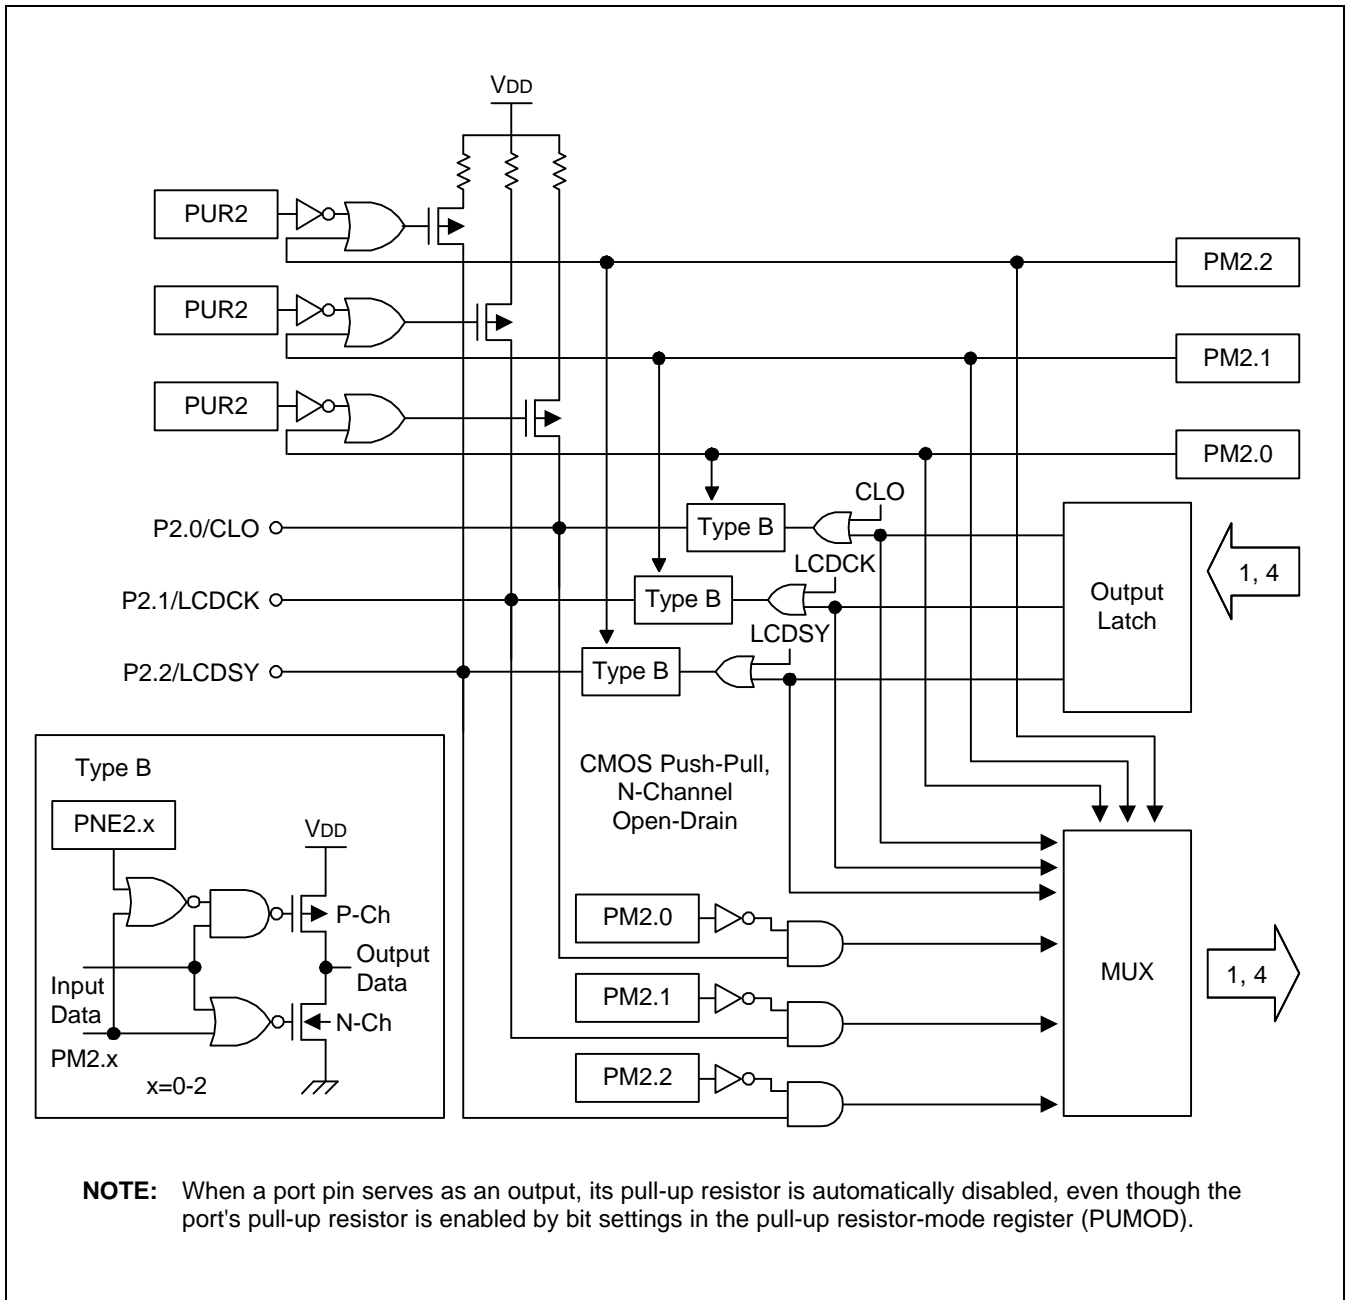 VDD
PUR2
PM2.2
PUR2
PM2.1
PUR2
PM2.0
CLO
P2.0/CLO
Type B
LCDCK
1, 4
P2.1/LCDCK
Type B
Output
Latch
LCDSY
P2.2/LCDSY
Type B
Type B
PNE2.x
VDD
P-Ch
Output
Data
Input
Data
N-Ch
PM2.x
x=0-2
CMOS Push-Pull,
N-Channel
Open-Drain
PM2.0
PM2.1
PM2.2
MUX
1, 4
NOTE: When a port pin serves as an output, its pull-up resistor is automatically disabled, even though the
port's pull-up resistor is enabled by bit settings in the pull-up resistor-mode register (PUMOD).